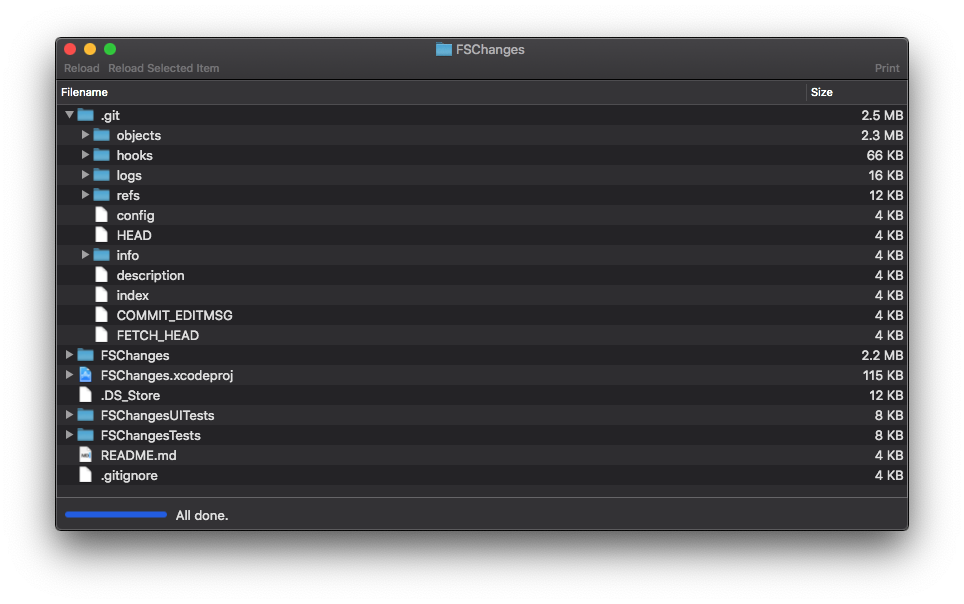 FSChanges
Reload Reload Selected Item Print
Filename Size
.git 2.5 MB
objects 2.3 MB
hooks 66 KB
logs 16 KB
refs 12 KB
config 4 KB
HEAD 4 KB
info 4 KB
description 4 KB
index 4 KB
COMMIT_EDITMSG 4 KB
FETCH_HEAD 4 KB
FSChanges 2.2 MB
FSChanges.xcodeproj 115 KB
.DS_Store 12 KB
FSChangesUITests 8 KB
FSChangesTests 8 KB
README.md 4 KB
.gitignore 4 KB
All done.